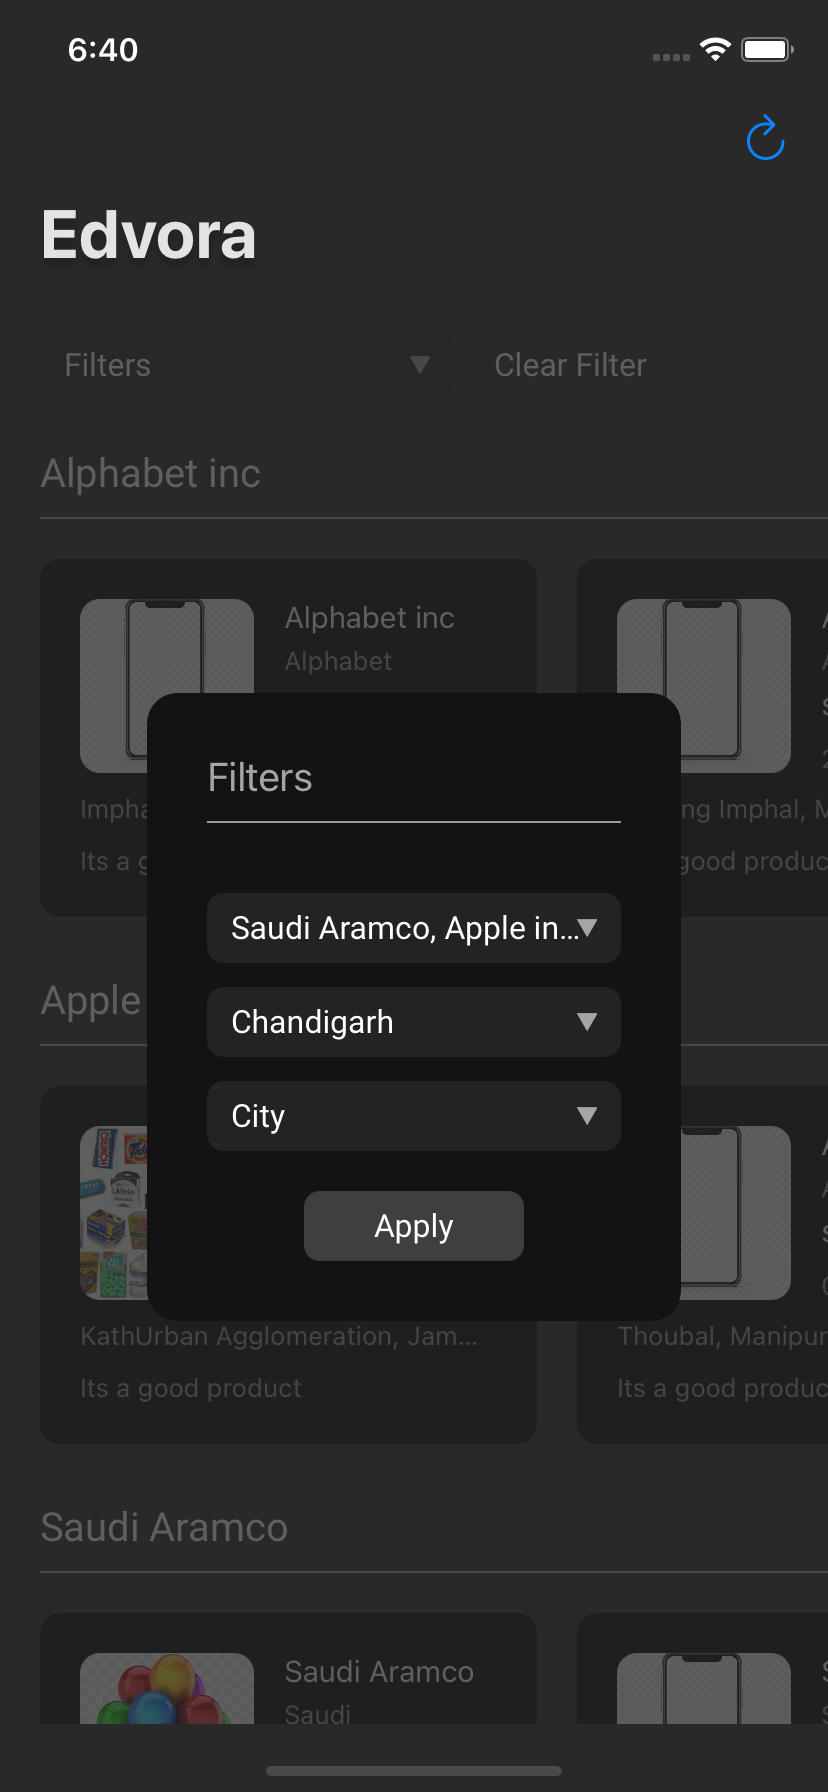 6:40
Edvora
Filters
Clear Filter
Alphabet inc
Alphabet inc
Alphabet
Filters
ng Imphal, M
Its a g
good produc
Saudi Aramco, Apple in...
Apple
Chandigarh
City
Apply
KathUrban Agglomeration, Jam...
Thoubal, Manipur
Its a good product
Its a good produc
Saudi Aramco
Saudi Aramco
Saudi